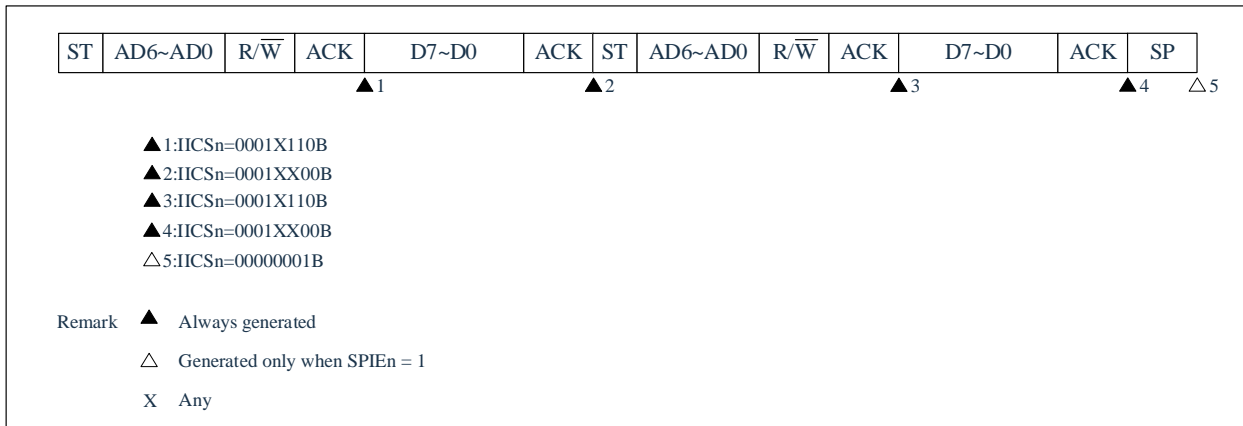 ST AD6~AD0 R/W̅ ACK D7~D0 ACK ST AD6~AD0 R/W̅ ACK D7~D0 ACK SP
▲1 ▲2 ▲3 ▲4 △5
▲1:IICSn=0001X110B
▲2:IICSn=0001XX00B
▲3:IICSn=0001X110B
▲4:IICSn=0001XX00B
△5:IICSn=00000001B
Remark ▲ Always generated
△ Generated only when SPIEn = 1
X Any